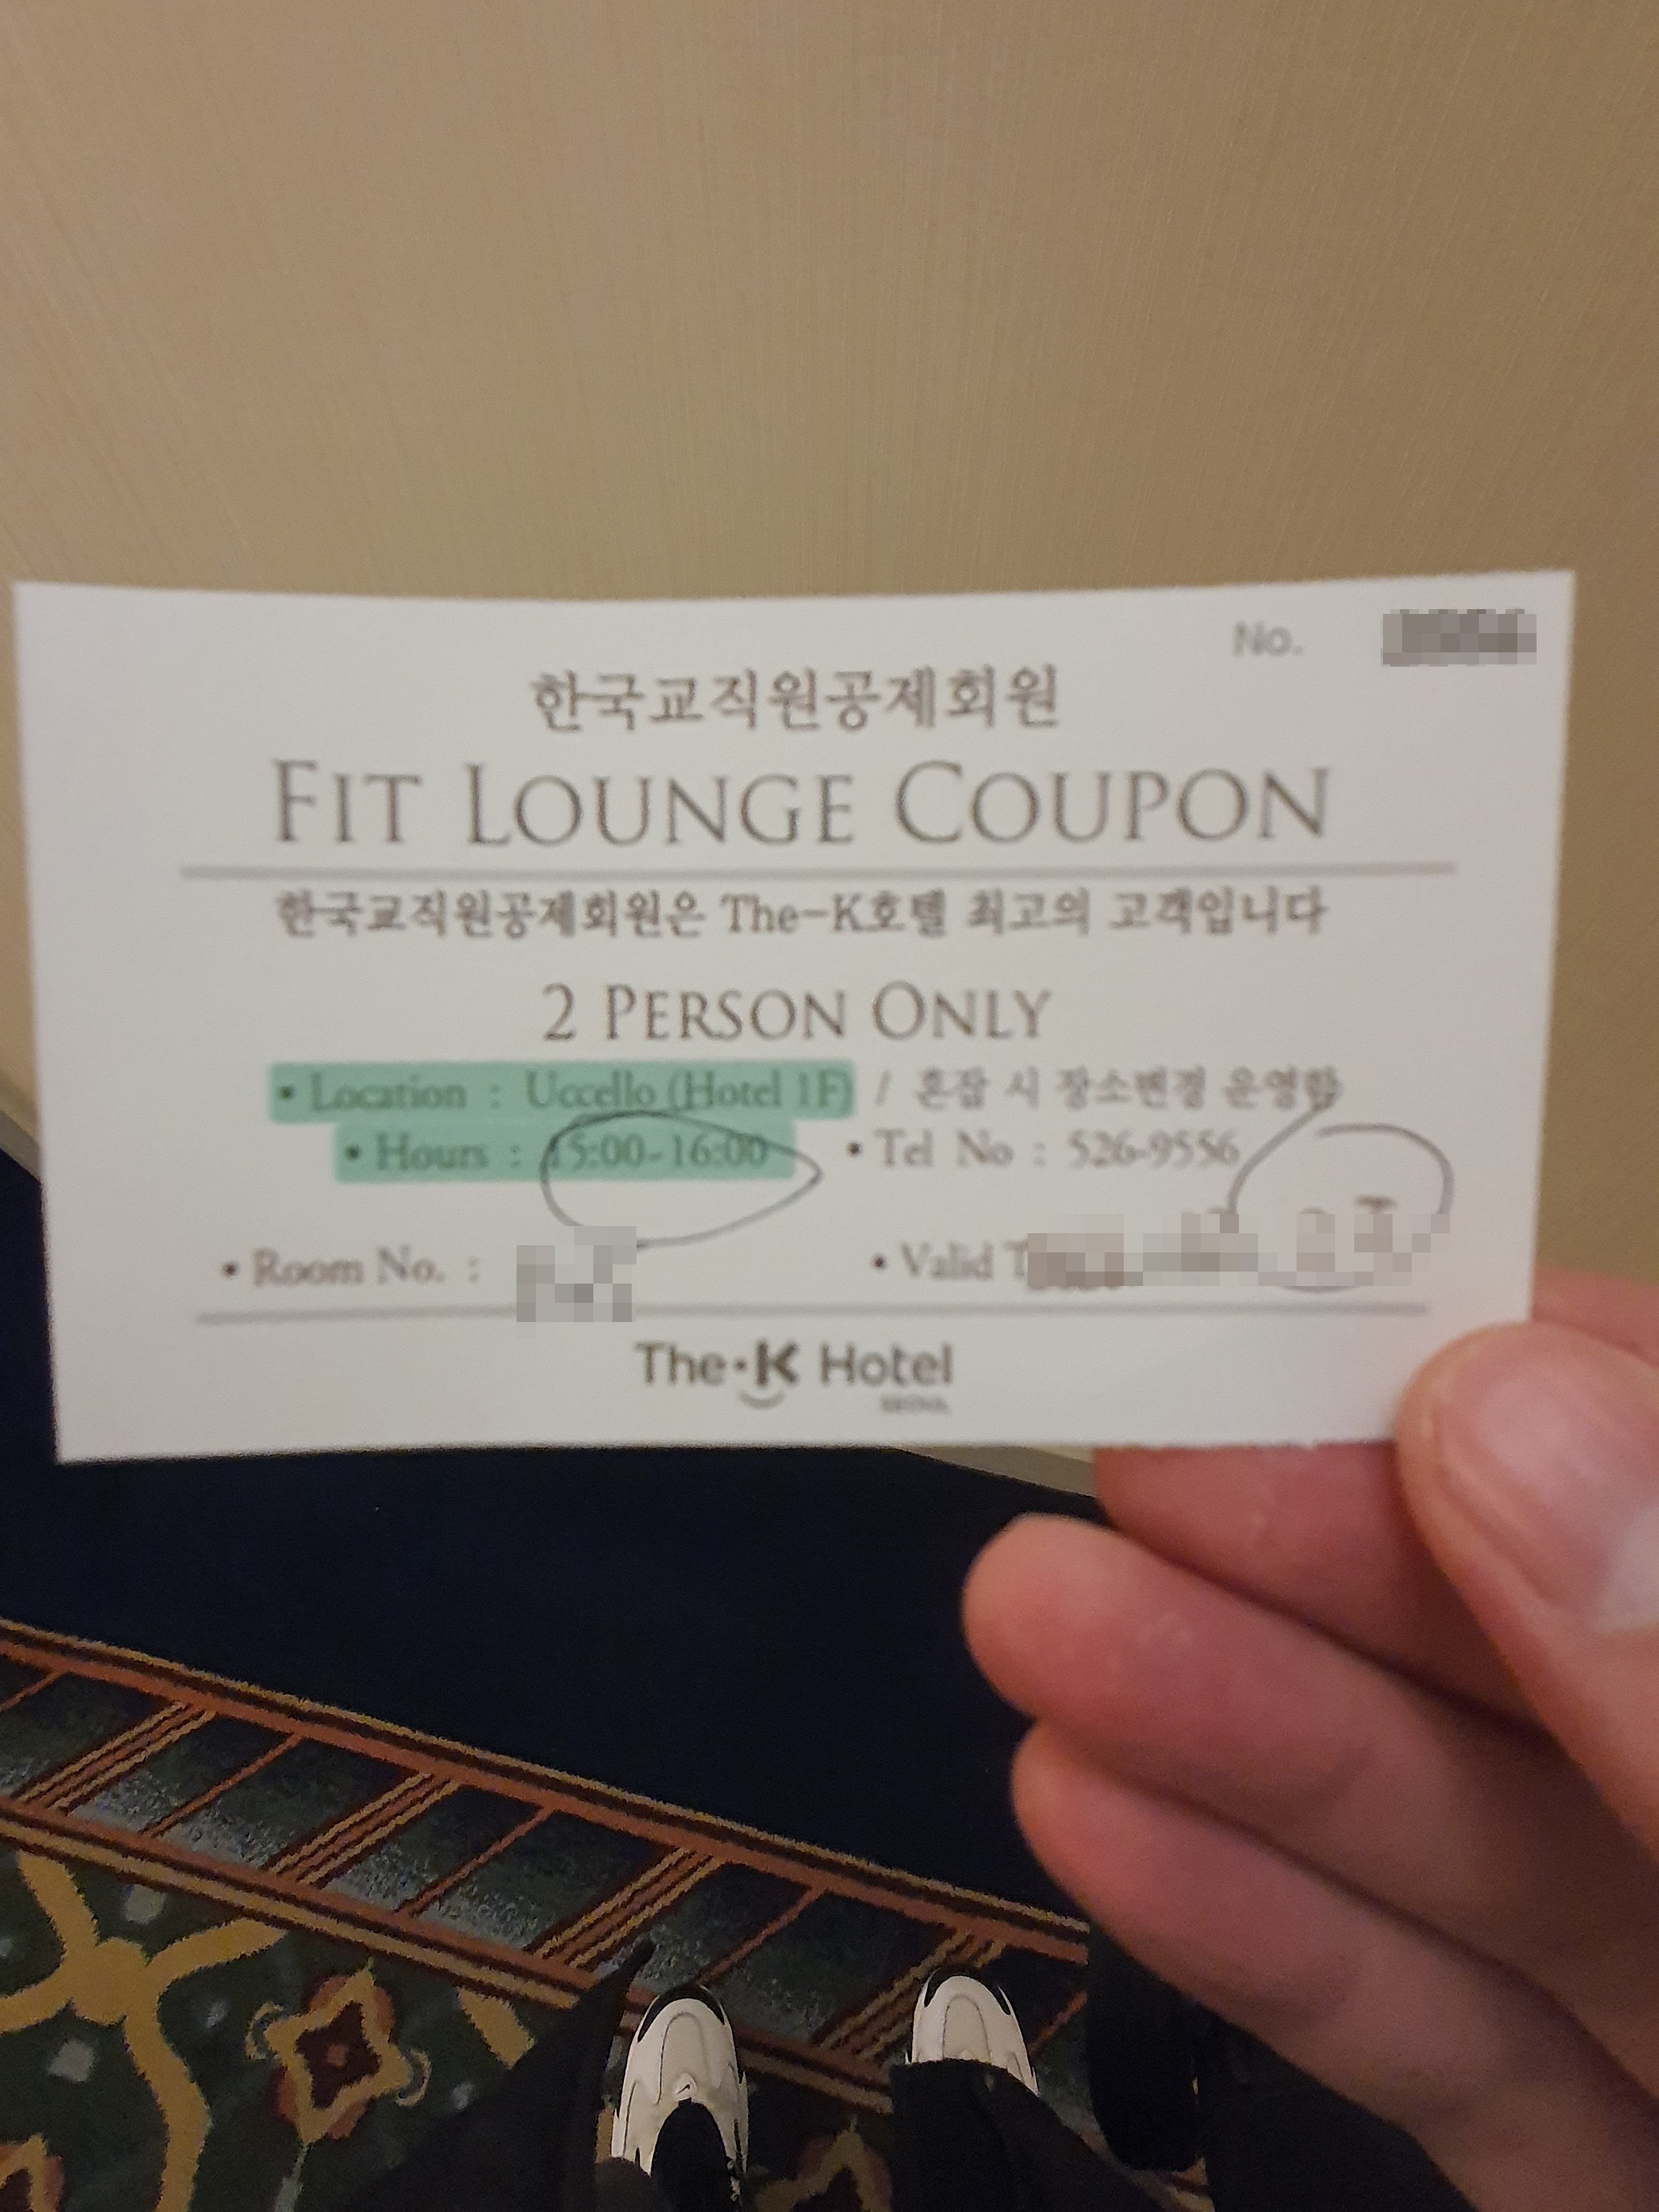 No.
한국교직원공제회원
FIT LOUNGE COUPON
한국교직원공제회원은 The-K호텔 최고의 고객입니다
2 PERSON ONLY
• Location : Uccello (Hotel 1F) / 혼잡 시 장소변경 운영함
• Hours : 15:00-16:00 • Tel No : 526-9556
• Room No. : • Valid
The·K Hotel
SEOUL